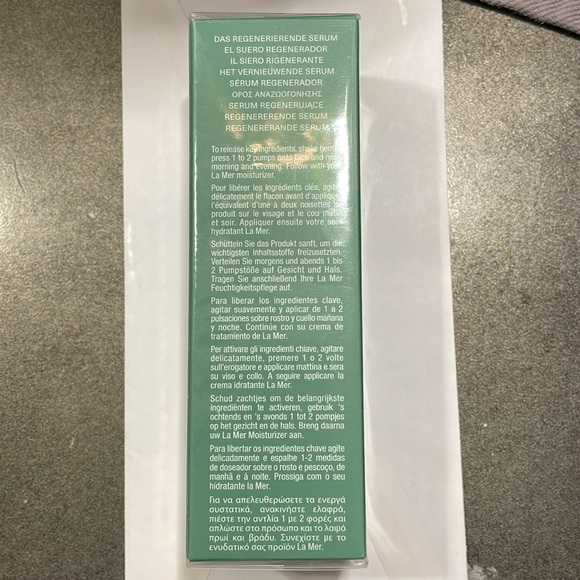 DAS REGENERIERENDE SERUM
EL SUERO REGENERADOR
IL SIERO RIGENERANTE
HET VERNIEUWENDE SERUM
SÉRUM REGENERADOR
ΟΡΟΣ ΑΝΑΖΩΟΓΟΝΗΣΗΣ
SERUM REGENERUJĄCE
REGENERERENDE SERUM
REGENERERANDE SERUM
To release key ingredients, shake gently,
press 1 to 2 pumps onto face and neck
morning and evening. Follow with your
La Mer moisturizer.
Pour libérer les ingrédients clés, agiter
délicatement le flacon avant d'appliquer
l'équivalent d'une à deux noisettes de
produit sur le visage et le cou matin
et soir. Appliquer ensuite votre soin
hydratant La Mer.
Schütteln Sie das Produkt sanft, um die
wichtigsten Inhaltsstoffe freizusetzen.
Verteilen Sie morgens und abends 1 bis
2 Pumpstöße auf Gesicht und Hals.
Tragen Sie anschließend Ihre La Mer
Feuchtigkeitspflege auf.
Para liberar los ingredientes clave,
agitar suavemente y aplicar de 1 a 2
pulsaciones sobre rostro y cuello mañana
y noche. Continúe con su crema de
tratamiento de La Mer.
Per attivare gli ingredienti chiave, agitare
delicatamente, premere 1 o 2 volte
sull'erogatore e applicare mattina e sera
su viso e collo. A seguire applicare la
crema idratante La Mer.
Schud zachtjes om de belangrijkste
ingrediënten te activeren, gebruik 's
ochtends en 's avonds 1 tot 2 pompjes
op het gezicht en de hals. Breng daarna
uw La Mer Moisturizer aan.
Para libertar os ingredientes chave agite
delicadamente e espalhe 1-2 medidas
de doseador sobre o rosto e pescoço, de
manhã e à noite. Prossiga com o seu
hidratante la Mer.
Για να απελευθερώσετε τα ενεργά
συστατικά, ανακινήστε ελαφρά,
πιέστε την αντλία 1 με 2 φορές και
απλώστε στο πρόσωπο και το λαιμό
πρωί και βράδυ. Συνεχίστε με το
ενυδατικό σας προϊόν La Mer.